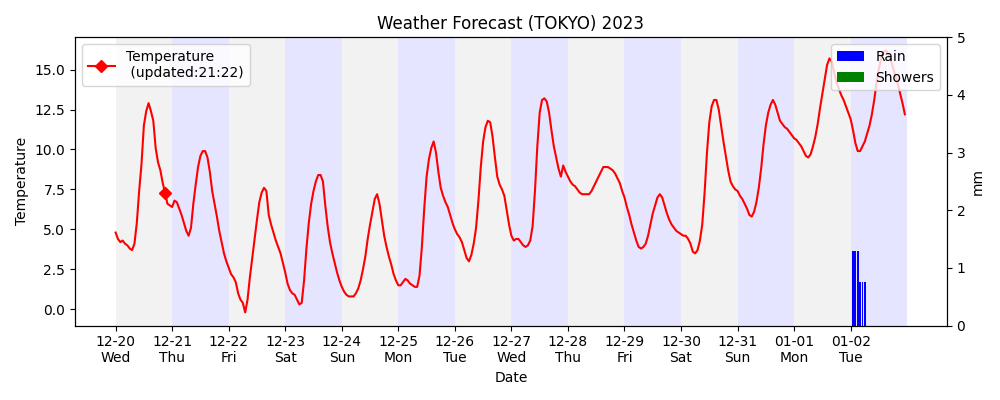 Weather Forecast (TOKYO) 2023
Temperature
(updated:21:22)
Rain
Showers
Temperature
15.0
12.5
10.0
7.5
5.0
2.5
0.0
5
4
3
2
1
0
mm
12-20 12-21 12-22 12-23 12-24 12-25 12-26 12-27 12-28 12-29 12-30 12-31 01-01 01-02
Wed Thu Fri Sat Sun Mon Tue Wed Thu Fri Sat Sun Mon Tue
Date